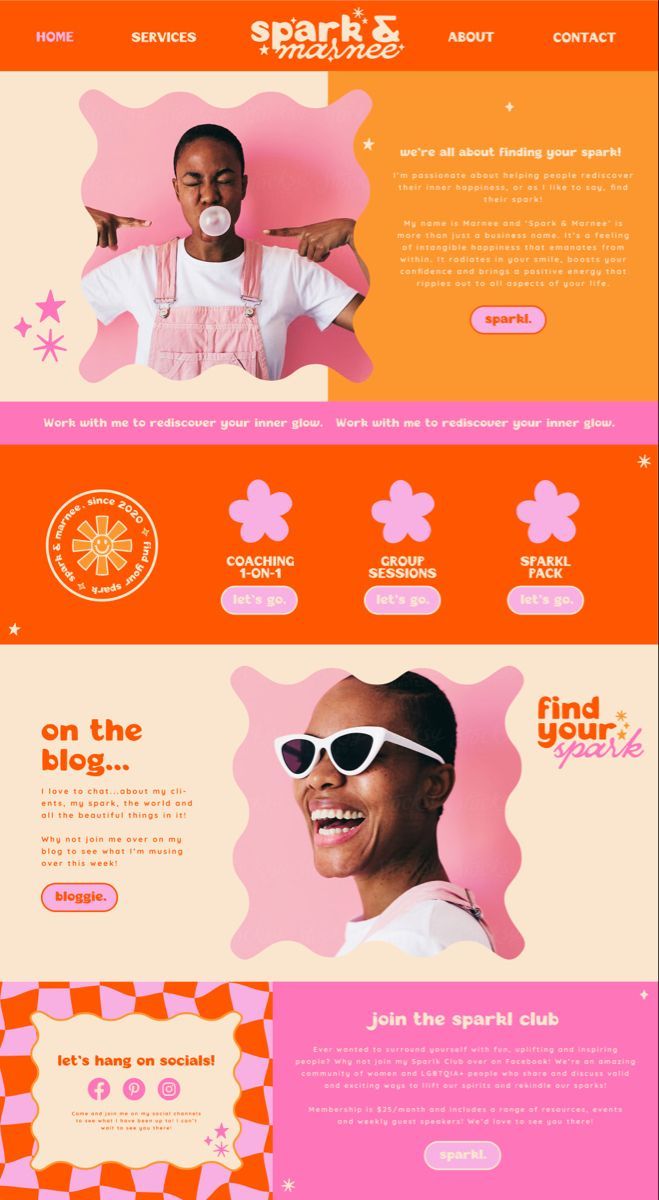 HOME
SERVICES
spark &
marnee
ABOUT
CONTACT
we're all about finding your spark!
I'm passionate about helping people rediscover
their inner happiness, or as I like to say, find
their spark!
My name is Marnee and 'Spark & Marnee' is
more than just a business name. It's a feeling
of intangible happiness that emanates from
within. It radiates in your smile, boosts your
confidence and brings a positive energy that
ripples out to all aspects of your life.
sparkl.
Work with me to rediscover your inner glow. Work with me to rediscover your inner glow.
spark & marnee, since 2020
find your spark
COACHING
1-ON-1
let's go.
GROUP
SESSIONS
let's go.
SPARKL
PACK
let's go.
on the
blog...
I love to chat...about my cli-
ents, my spark, the world and
all the beautiful things in it!
Why not join me over on my
blog to see what I'm musing
over this week!
bloggie.
find
your
spark
let's hang on socials!
Come and join me on my social channels
to see what I have been up to! I can't
wait to see you there!
join the sparkl club
Ever wanted to surround yourself with fun, uplifting and inspiring
people? Why not join my Sparkl Club over on Facebook! We're an amazing
community of women and LGBTQIA+ people who share and discuss valid
and exciting ways to lift our spirits and rekindle our sparks!
Membership is $25/month and includes a range of resources, events
and weekly guest speakers! We'd love to see you there!
sparkl.